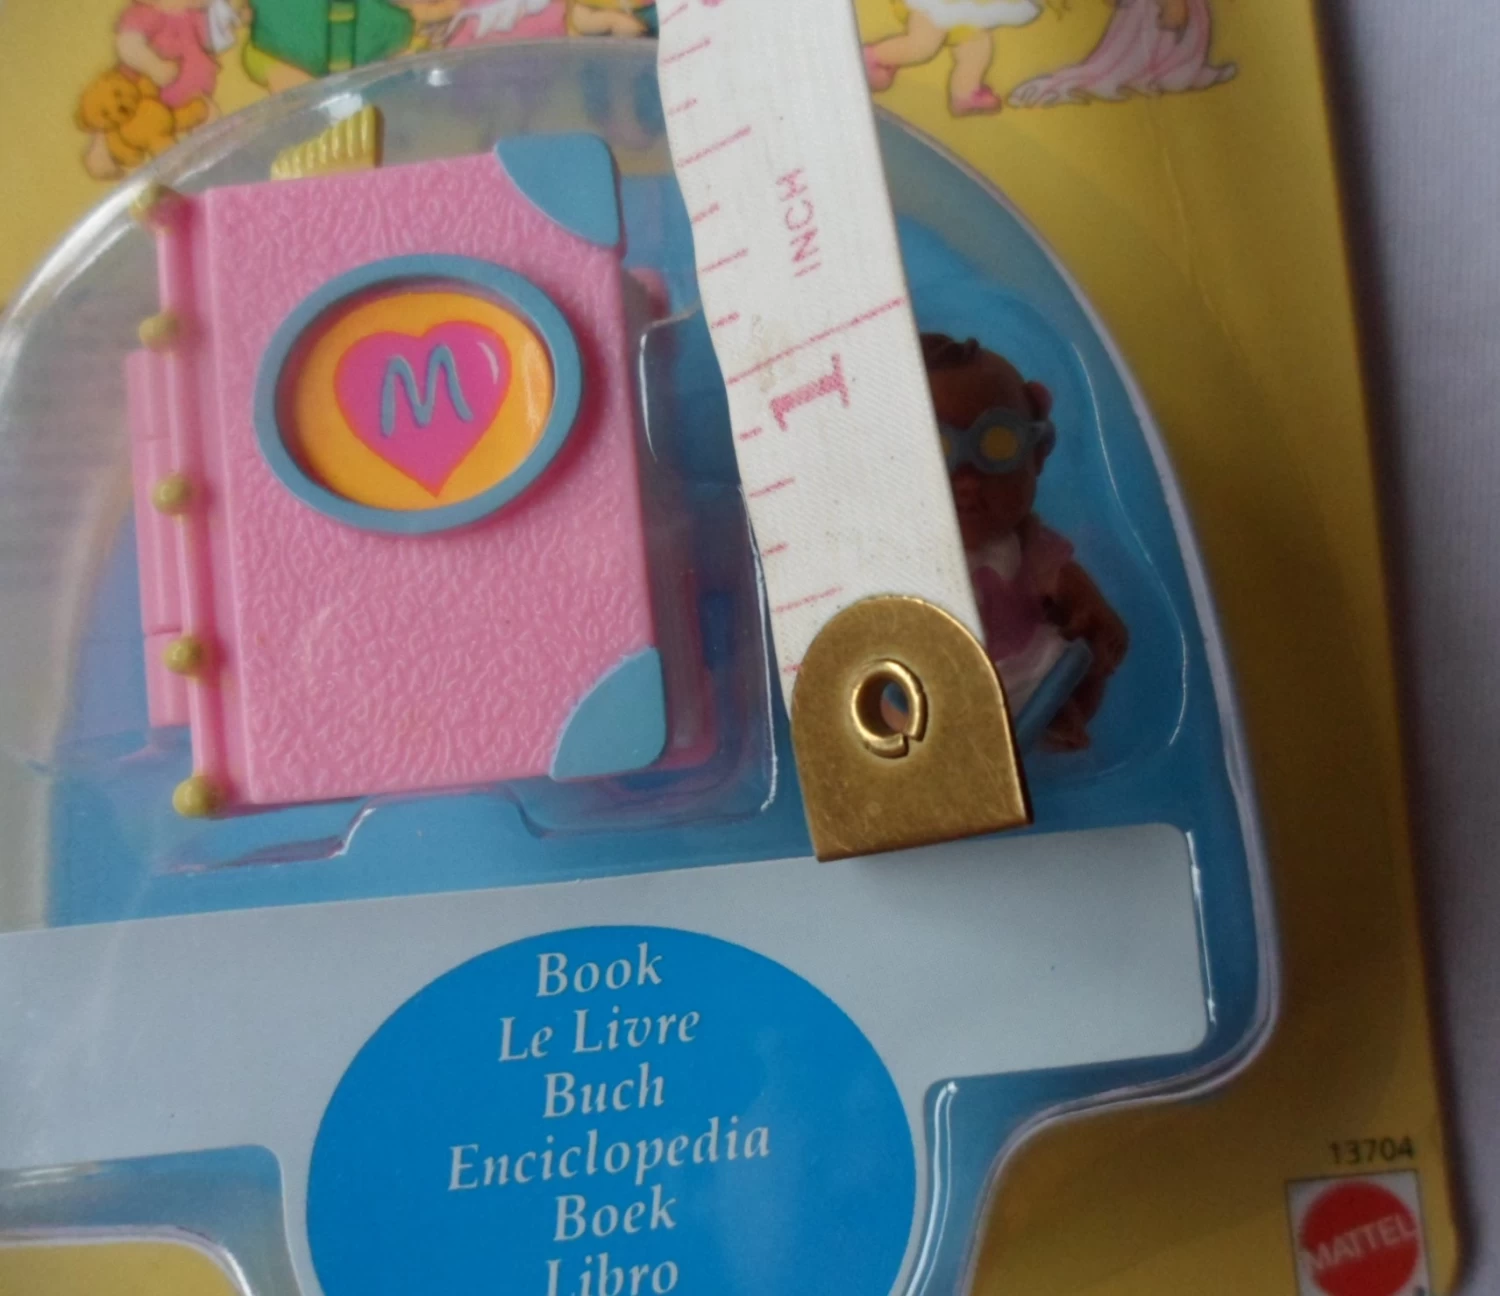 INCH
1
M
Book
Le Livre
Buch
Enciclopedia
Boek
Libro
13704
MATTEL